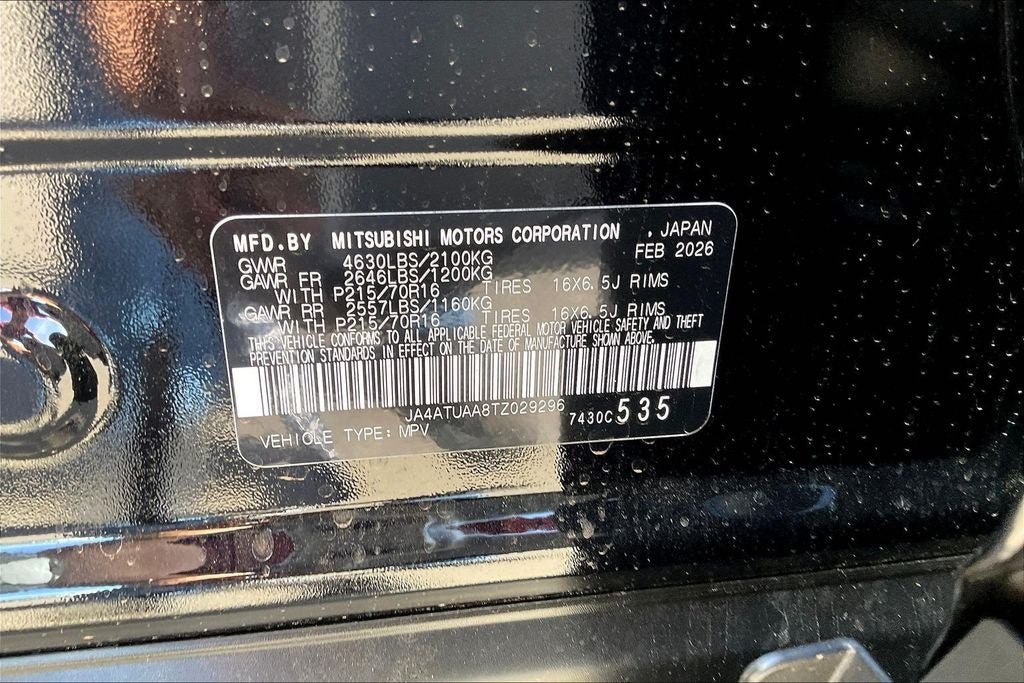 MFD.BY MITSUBISHI MOTORS CORPORATION , JAPAN
FEB 2026
GVWR 4630LBS/2100KG
GAWR FR 2646LBS/1200KG
WITH P215/70R16 TIRES 16X6.5J RIMS
GAWR RR 2557LBS/1160KG
WITH P215/70R16 TIRES 16X6.5J RIMS
THIS VEHICLE CONFORMS TO ALL APPLICABLE FEDERAL MOTOR VEHICLE SAFETY AND THEFT
PREVENTION STANDARDS IN EFFECT ON THE DATE OF MANUFACTURE SHOWN ABOVE.
JA4ATUAA8TZ029296 7430C 535
VEHICLE TYPE: MPV